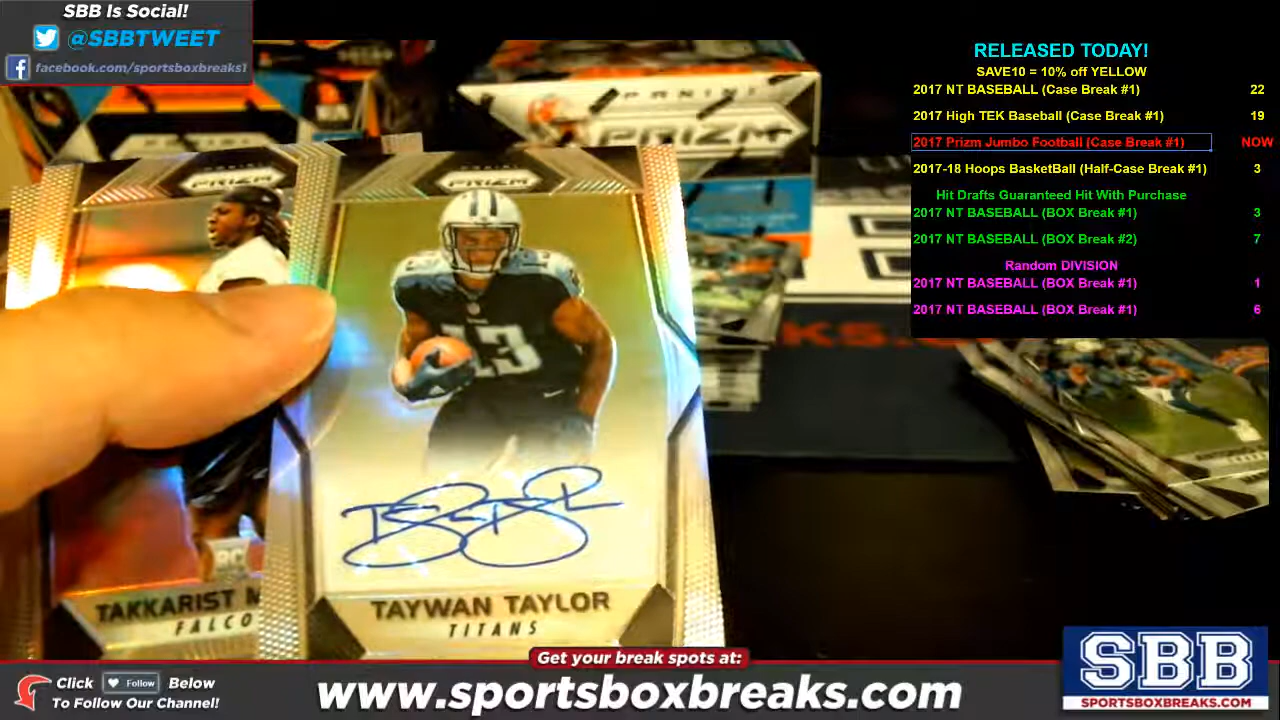 SBB Is Social!
@SBBTWEET
facebook.com/sportsboxbreaks1
RELEASED TODAY!
SAVE10 = 10% off YELLOW
2017 NT BASEBALL (Case Break #1) 22
2017 High TEK Baseball (Case Break #1) 19
2017 Prizm Jumbo Football (Case Break #1) NOW
2017-18 Hoops BasketBall (Half-Case Break #1) 3
Hit Drafts Guaranteed Hit With Purchase
2017 NT BASEBALL (BOX Break #1) 3
2017 NT BASEBALL (BOX Break #2) 7
Random DIVISION
2017 NT BASEBALL (BOX Break #1) 1
2017 NT BASEBALL (BOX Break #1) 6
PANINI
PRIZM
PRIZM
PRIZM
13
RC
TAKKARIST M
FALCO
TAYWAN TAYLOR
TITANS
Get your break spots at:
Click Follow Below
To Follow Our Channel!
www.sportsboxbreaks.com
SBB
SPORTSBOXBREAKS.COM